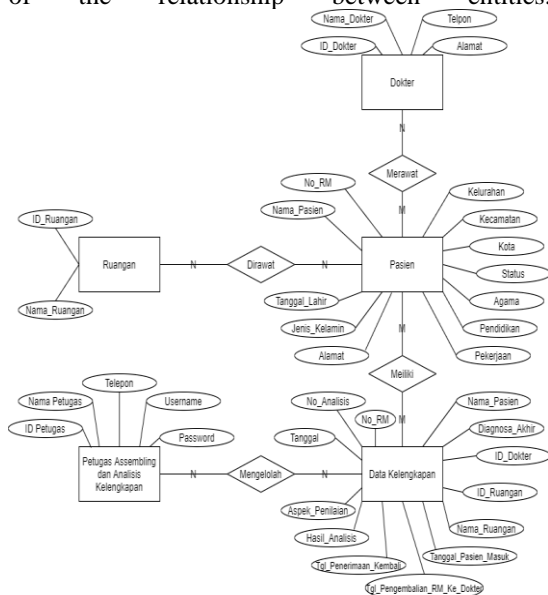 of the relationship between entities.
Nama_Dokter
Telpon
ID_Dokter
Alamat
Dokter
N
Merawat
M
No_RM
Nama_Pasien
Kelurahan
Kecamatan
Kota
Status
Agama
Pendidikan
Pekerjaan
ID_Ruangan
Ruangan
Nama_Ruangan
N
Dirawat
N
Pasien
Tanggal_Lahir
Jenis_Kelamin
Alamat
M
Meiliki
M
Telepon
Nama Petugas
Username
ID Petugas
Password
Petugas Assembling
dan Analisis
Kelengkapan
N
Mengelolah
N
No_Analisis
No_RM
Tanggal
Nama_Pasien
Diagnosa_Akhir
ID_Dokter
Data Kelengkapan
ID_Ruangan
Aspek_Penilaian
Nama_Ruangan
Hasil_Analisis
Tanggal_Pasien_Masuk
Tgl_Penerimaan_Kembali
Tgl_Pengembalian_RM_Ke_Dokter